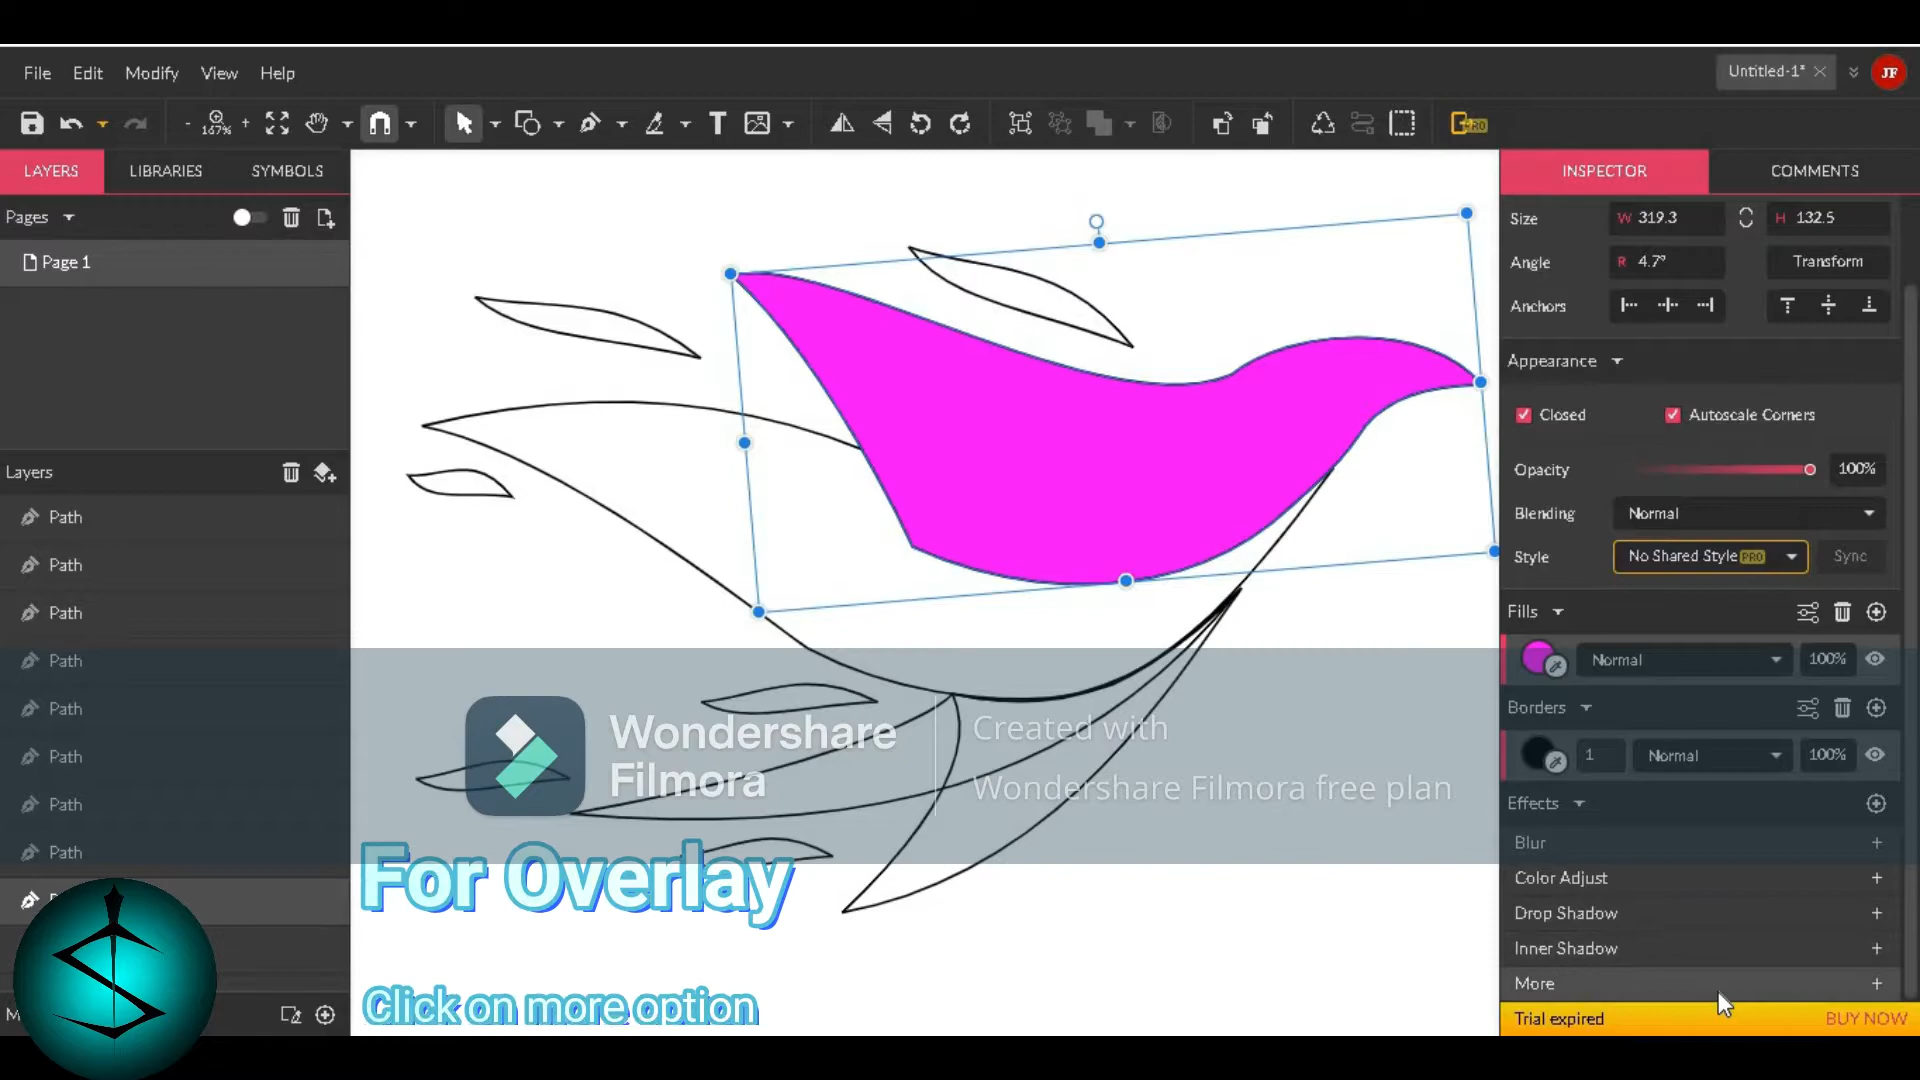 File Edit Modify View Help
Untitled-1* JF
- 167% + T PRO
LAYERS LIBRARIES SYMBOLS
Pages
Page 1
Layers
Path
Path
Path
Path
Path
Path
Path
Path
INSPECTOR COMMENTS
Size W 319.3 H 132.5
Angle R 4.7° Transform
Anchors
Appearance
Closed Autoscale Corners
Opacity 100%
Blending Normal
Style No Shared Style PRO Sync
Fills
Normal 100%
Borders
1 Normal 100%
Effects
Blur +
Color Adjust +
Drop Shadow +
Inner Shadow +
More +
Trial expired BUY NOW
Wondershare
Filmora
Created with
Wondershare Filmora free plan
For Overlay
Click on more option